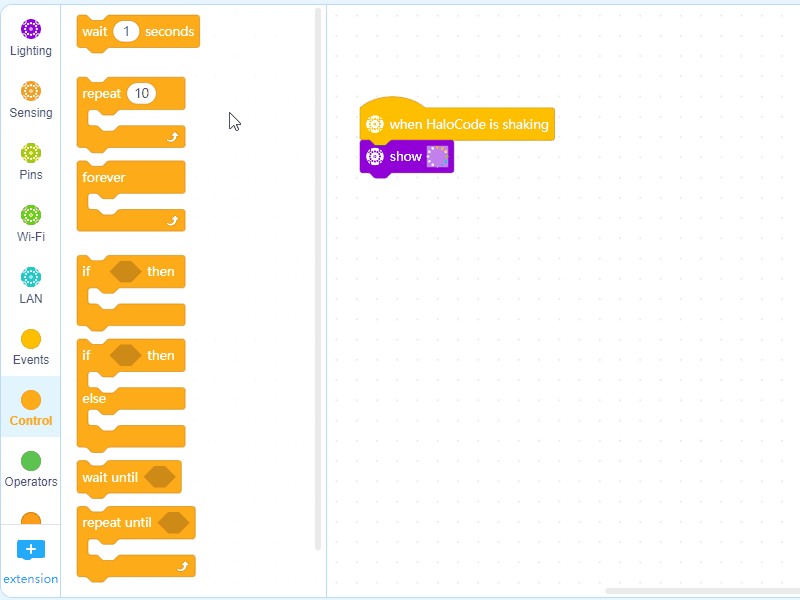 Lighting
Sensing
Pins
Wi-Fi
LAN
Events
Control
Operators
+
extension
wait 1 seconds
repeat 10
forever
if then
if then
else
wait until
repeat until
when HaloCode is shaking
show